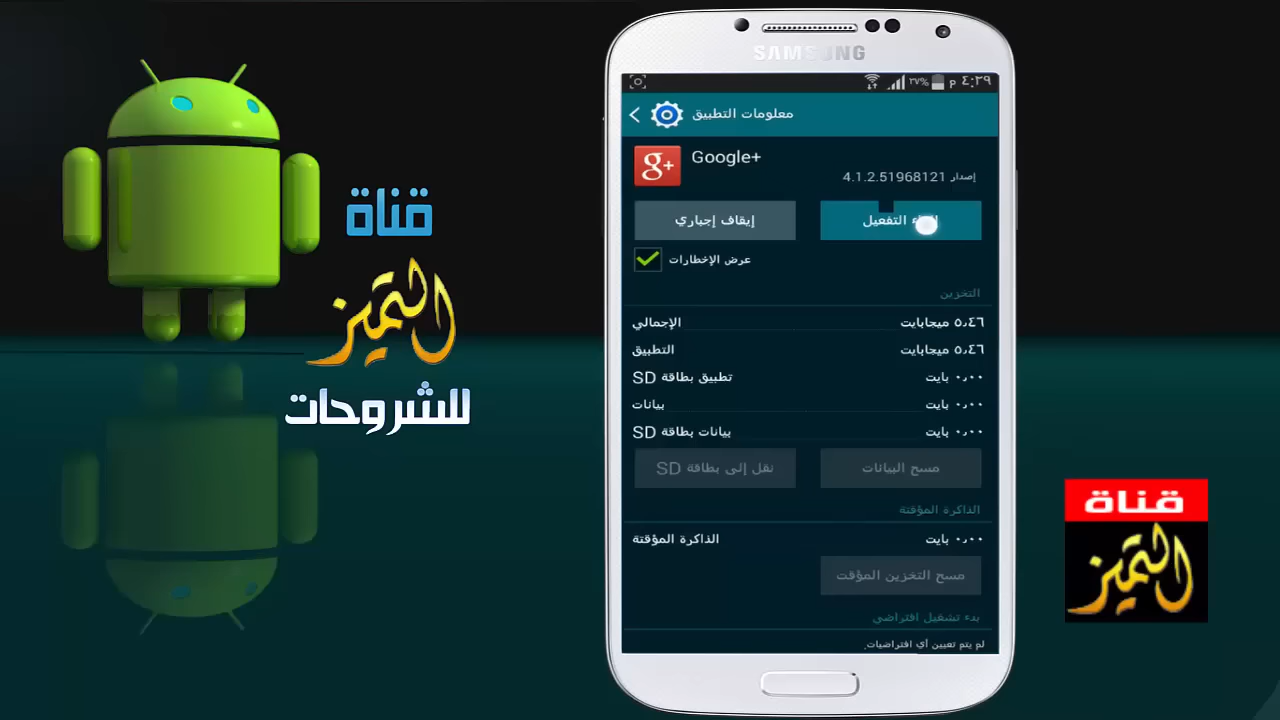 قناة
التميز
للشروحات
SAMSUNG
٤:٣٩ م ٣٧%
معلومات التطبيق
Google+
إصدار 4.1.2.51968121
إيقاف إجباري
التفعيل
عرض الإخطارات
التخزين
الإجمالي ٥٫٤٦ ميجابايت
التطبيق ٥٫٤٦ ميجابايت
تطبيق بطاقة SD ٠٫٠٠ بايت
بيانات ٠٫٠٠ بايت
بيانات بطاقة SD ٠٫٠٠ بايت
نقل إلى بطاقة SD
مسح البيانات
الذاكرة المؤقتة
الذاكرة المؤقتة ٠٫٠٠ بايت
مسح التخزين المؤقت
بدء تشغيل افتراضي
لم يتم تعيين أي افتراضيات.
قناة
التميز